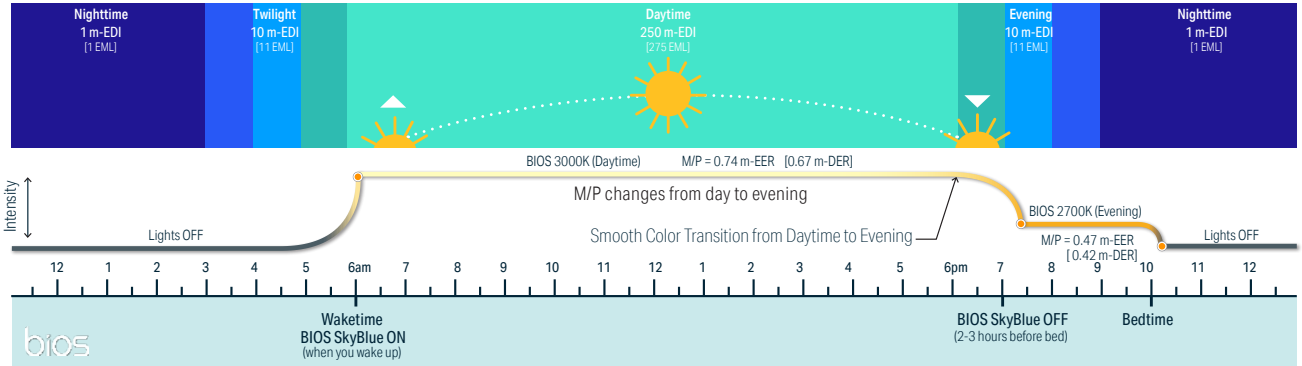 Nighttime
1 m-EDI
[1 EML]
Twilight
10 m-EDI
[11 EML]
Daytime
250 m-EDI
[275 EML]
Evening
10 m-EDI
[11 EML]
Nighttime
1 m-EDI
[1 EML]
BIOS 3000K (Daytime) M/P = 0.74 m-EER [0.67 m-DER]
M/P changes from day to evening
Intensity
Lights OFF
Smooth Color Transition from Daytime to Evening
BIOS 2700K (Evening)
M/P = 0.47 m-EER
[0.42 m-DER]
Lights OFF
12 1 2 3 4 5 6am 7 8 9 10 11 12 1 2 3 4 5 6pm 7 8 9 10 11 12
Waketime
BIOS SkyBlue ON
(when you wake up)
BIOS SkyBlue OFF
(2-3 hours before bed)
Bedtime
bios